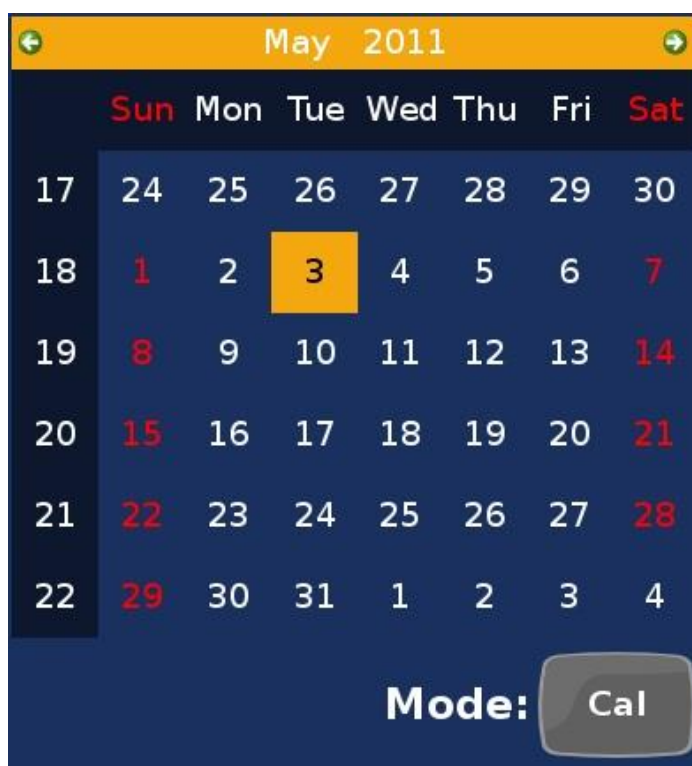 May 2011
Sun Mon Tue Wed Thu Fri Sat
17 24 25 26 27 28 29 30
18 1 2 3 4 5 6 7
19 8 9 10 11 12 13 14
20 15 16 17 18 19 20 21
21 22 23 24 25 26 27 28
22 29 30 31 1 2 3 4
Mode: Cal